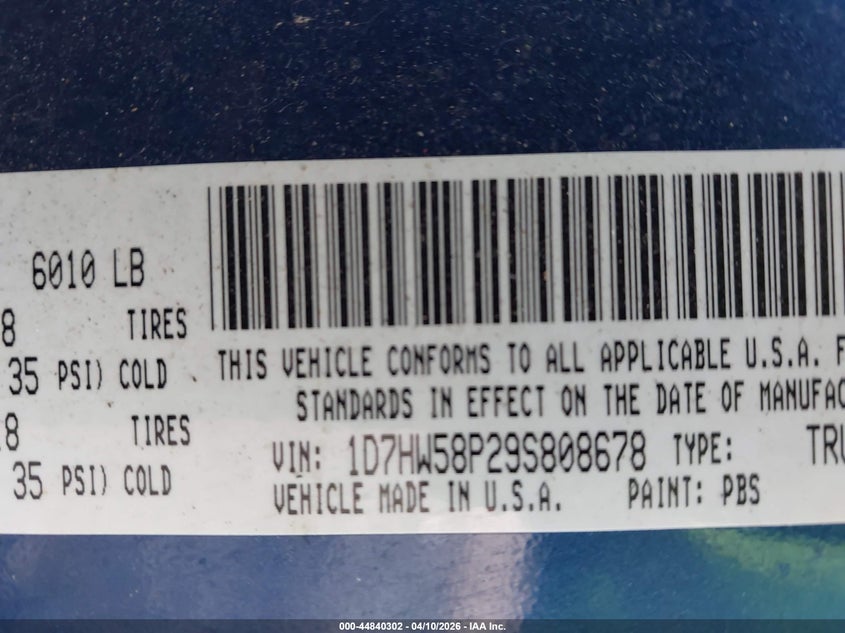 6010 LB
8 TIRES
35 PSI) COLD
8 TIRES
35 PSI) COLD
THIS VEHICLE CONFORMS TO ALL APPLICABLE U.S.A. F
STANDARDS IN EFFECT ON THE DATE OF MANUFAC
VIN: 1D7HW58P29S808678 TYPE: TRU
VEHICLE MADE IN U.S.A. PAINT: PBS
000-44840302 - 04/10/2026 - IAA Inc.